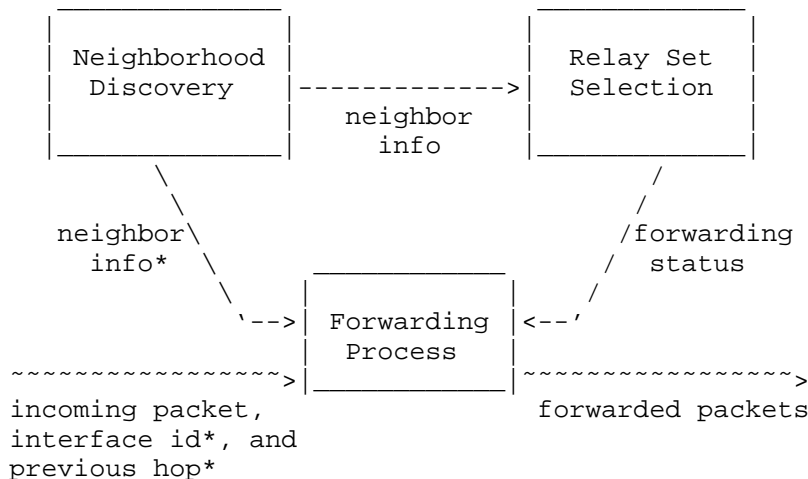 Neighborhood Relay Set
Discovery Selection
neighbor
info
neighbor forwarding
info* status
Forwarding
Process
incoming packet, forwarded packets
interface id*, and
previous hop*